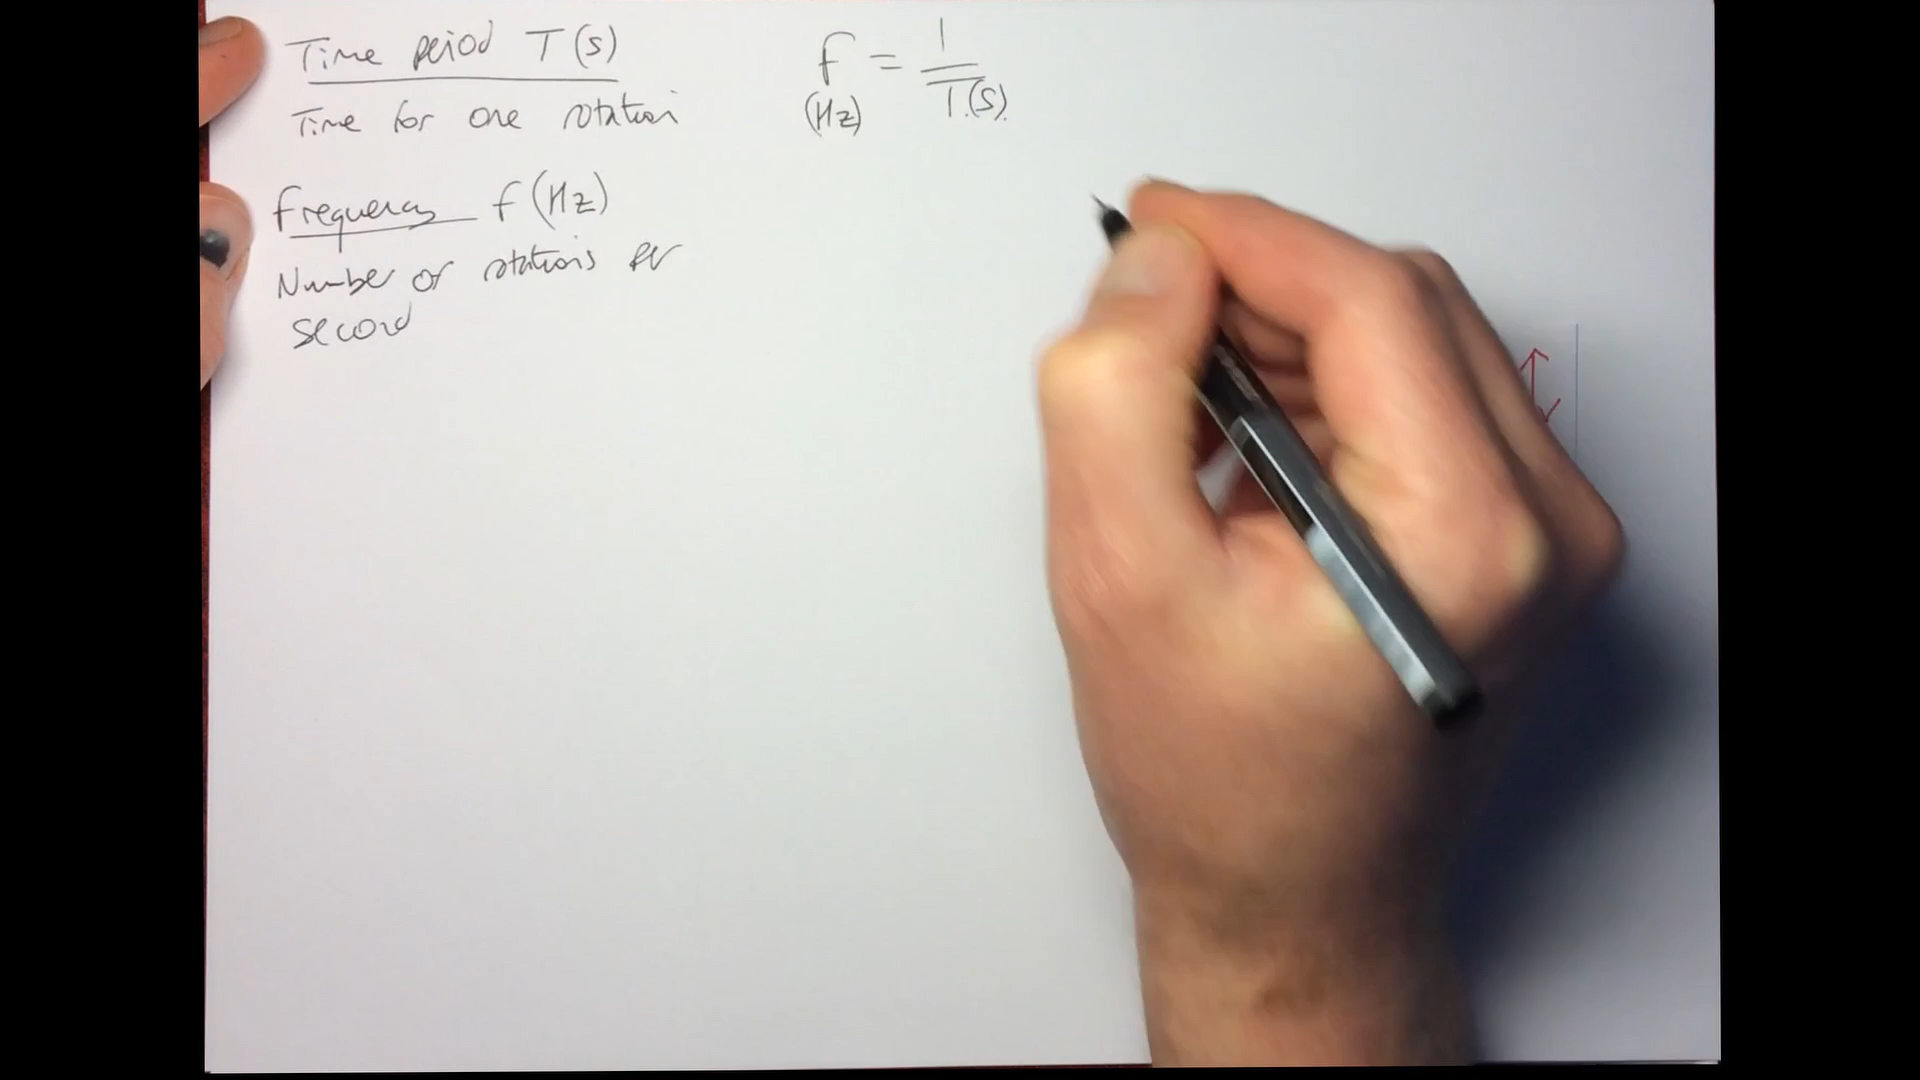 Time period T (s)
Time for one rotation
frequency f (Hz)
Number of rotations per
second
f = 1 / T (s)
(Hz)